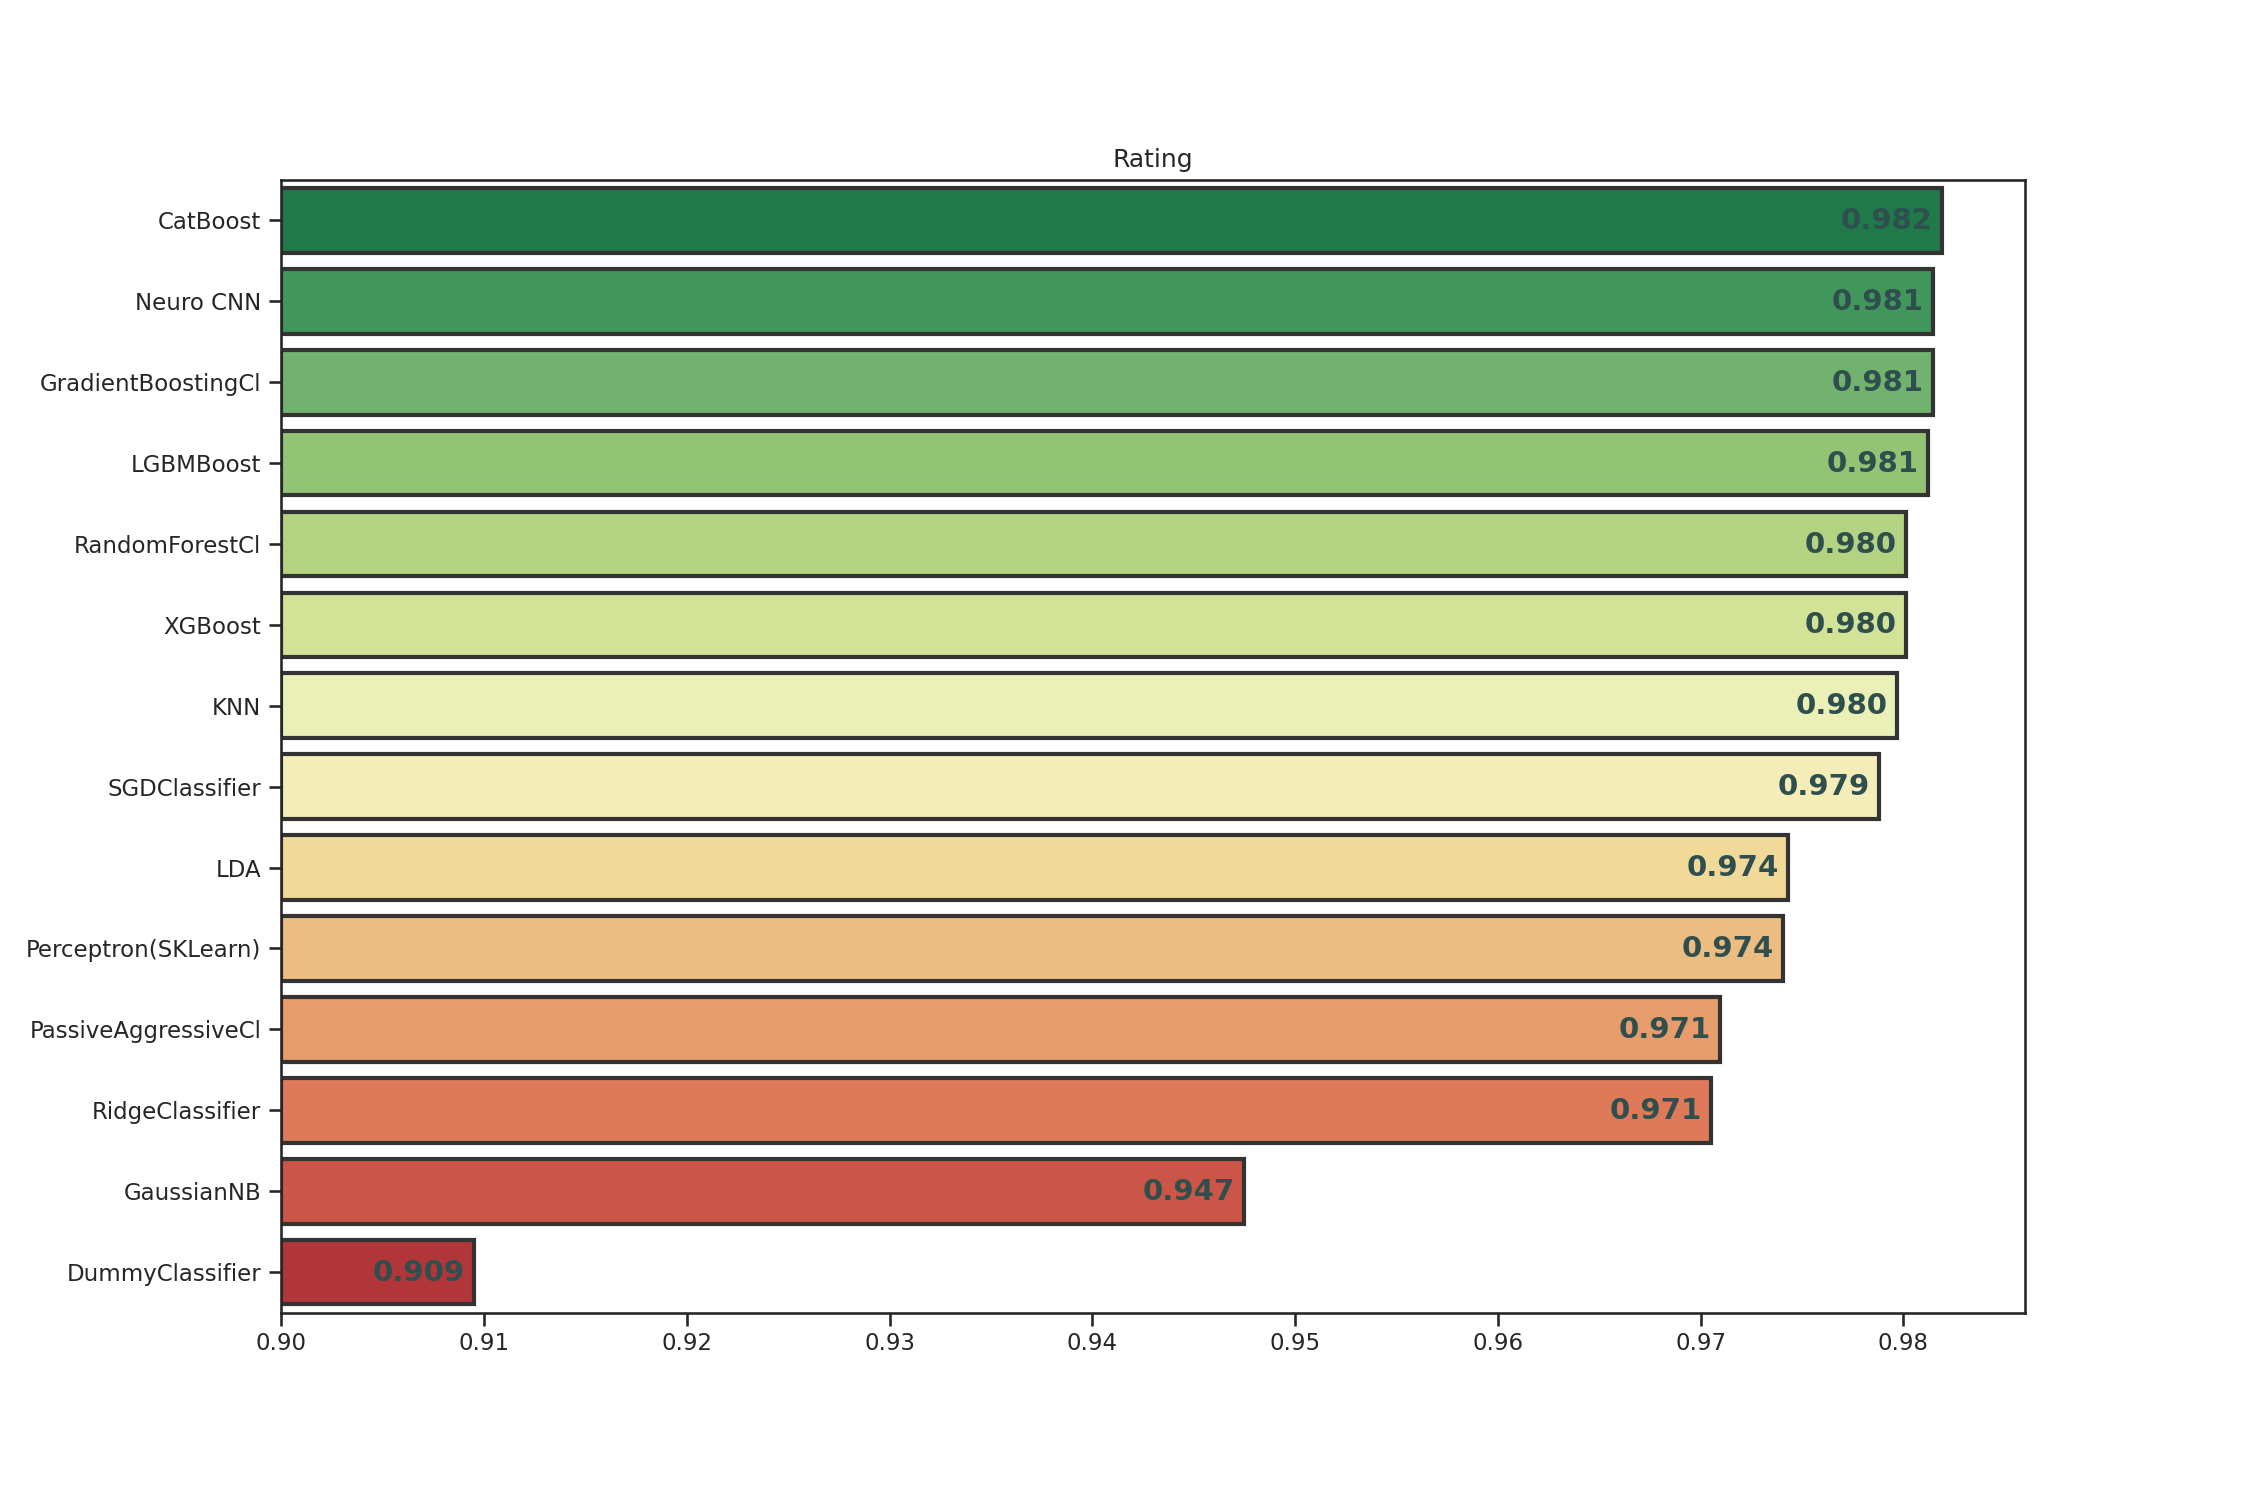 Rating
CatBoost 0.982
Neuro CNN 0.981
GradientBoostingCl 0.981
LGBMBoost 0.981
RandomForestCl 0.980
XGBoost 0.980
KNN 0.980
SGDClassifier 0.979
LDA 0.974
Perceptron(SKLearn) 0.974
PassiveAggressiveCl 0.971
RidgeClassifier 0.971
GaussianNB 0.947
DummyClassifier 0.909
0.90 0.91 0.92 0.93 0.94 0.95 0.96 0.97 0.98